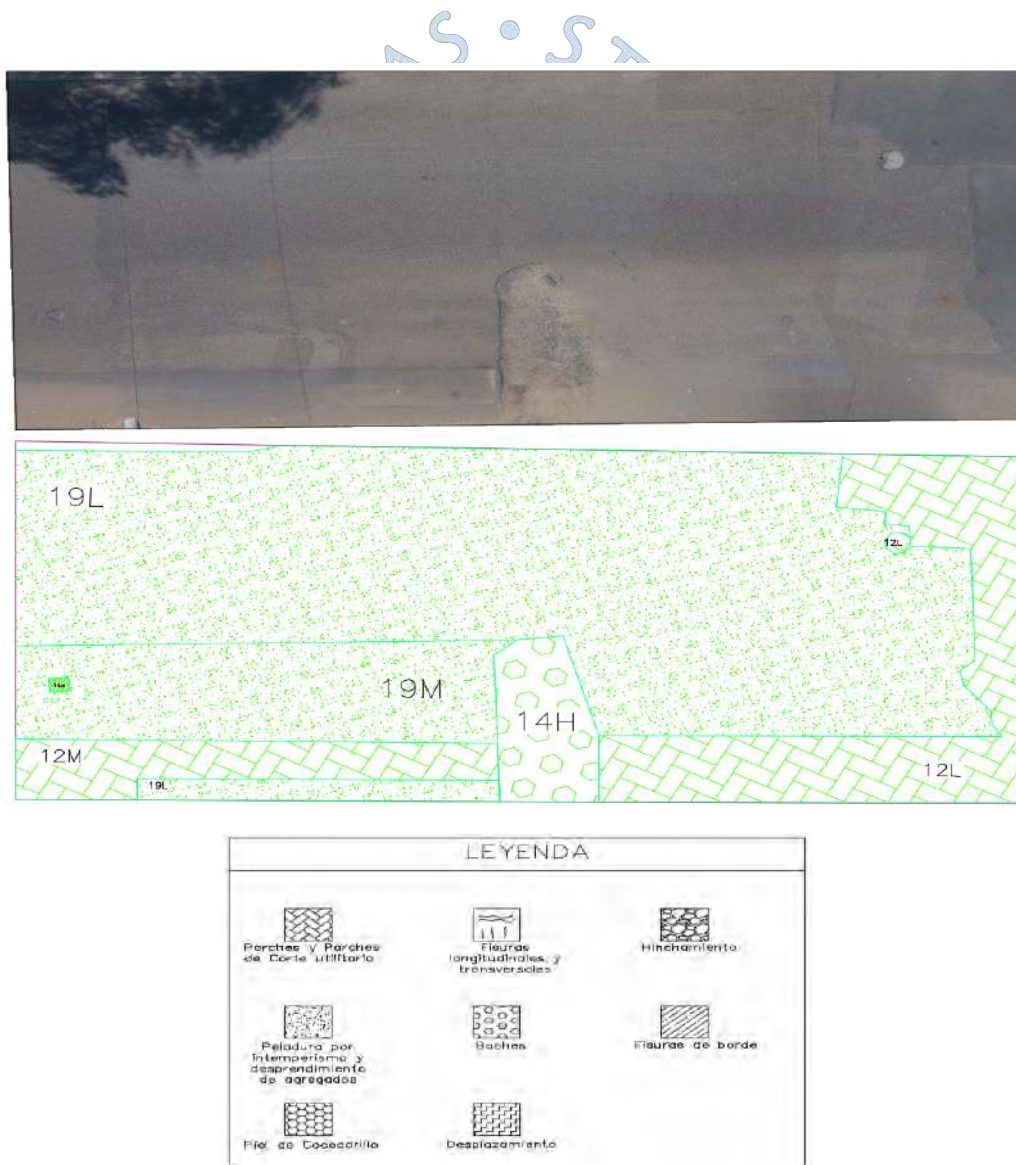 AS • S
19L
12L
19M
14H
12M
19L
12L
LEYENDA
Parches y Parches
de Corte utilitario
Fisuras
longitudinales y
transversales
Hinchamiento
Peladura por
intemperismo y
desprendimiento
de agregados
Baches
Fisuras de borde
Piel de Cocodrilo
Desplazamiento